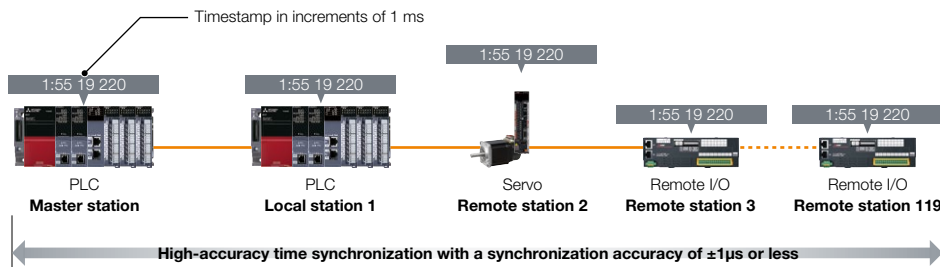 Timestamp in increments of 1 ms
1:55 19 220
1:55 19 220
1:55 19 220
1:55 19 220
1:55 19 220
PLC
Master station
PLC
Local station 1
Servo
Remote station 2
Remote I/O
Remote station 3
Remote I/O
Remote station 119
High-accuracy time synchronization with a synchronization accuracy of ±1µs or less